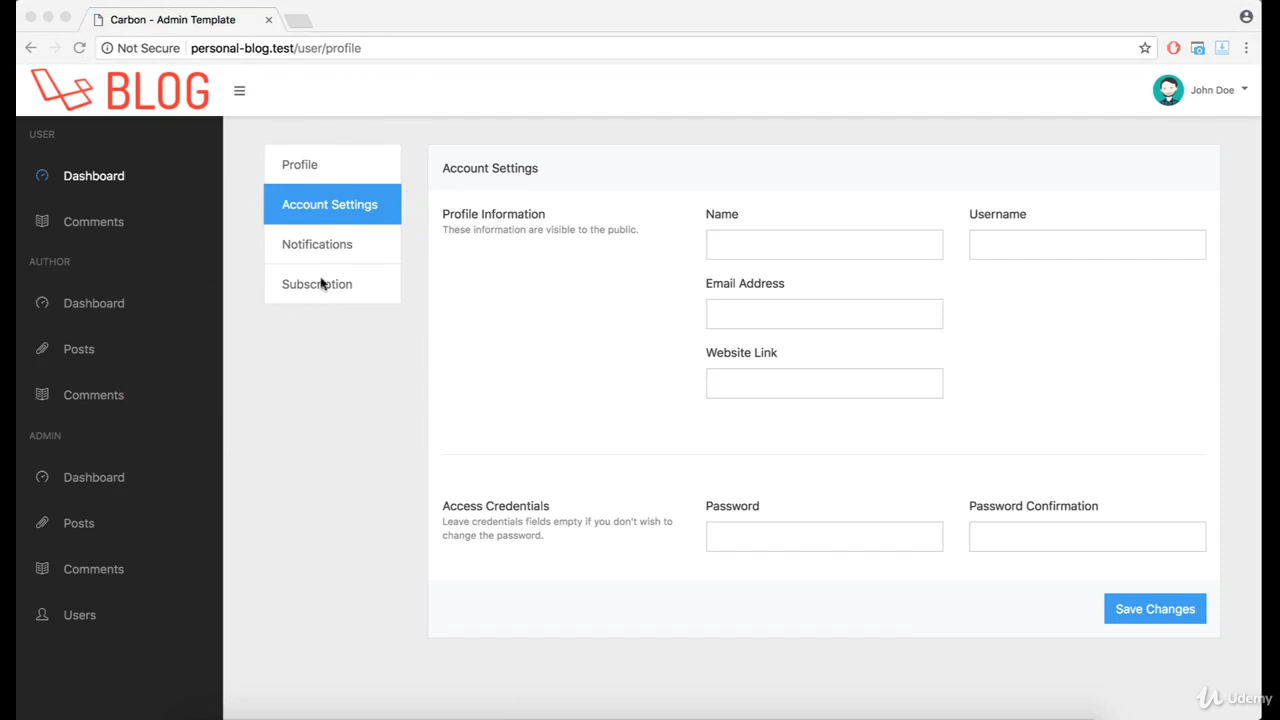 Carbon - Admin Template
Not Secure personal-blog.test/user/profile
BLOG
John Doe
USER
Dashboard
Comments
AUTHOR
Dashboard
Posts
Comments
ADMIN
Dashboard
Posts
Comments
Users
Profile
Account Settings
Notifications
Subscription
Account Settings
Profile Information
These information are visible to the public.
Name
Username
Email Address
Website Link
Access Credentials
Leave credentials fields empty if you don't wish to
change the password.
Password
Password Confirmation
Save Changes
Udemy